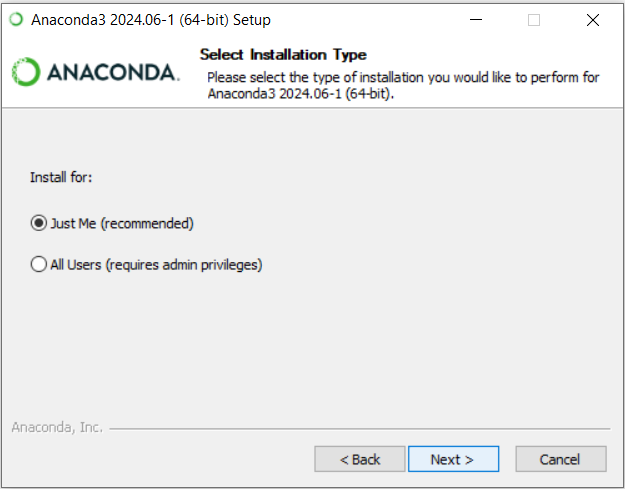 Anaconda3 2024.06-1 (64-bit) Setup
ANACONDA.
Select Installation Type
Please select the type of installation you would like to perform for
Anaconda3 2024.06-1 (64-bit).
Install for:
Just Me (recommended)
All Users (requires admin privileges)
Anaconda, Inc.
< Back
Next >
Cancel